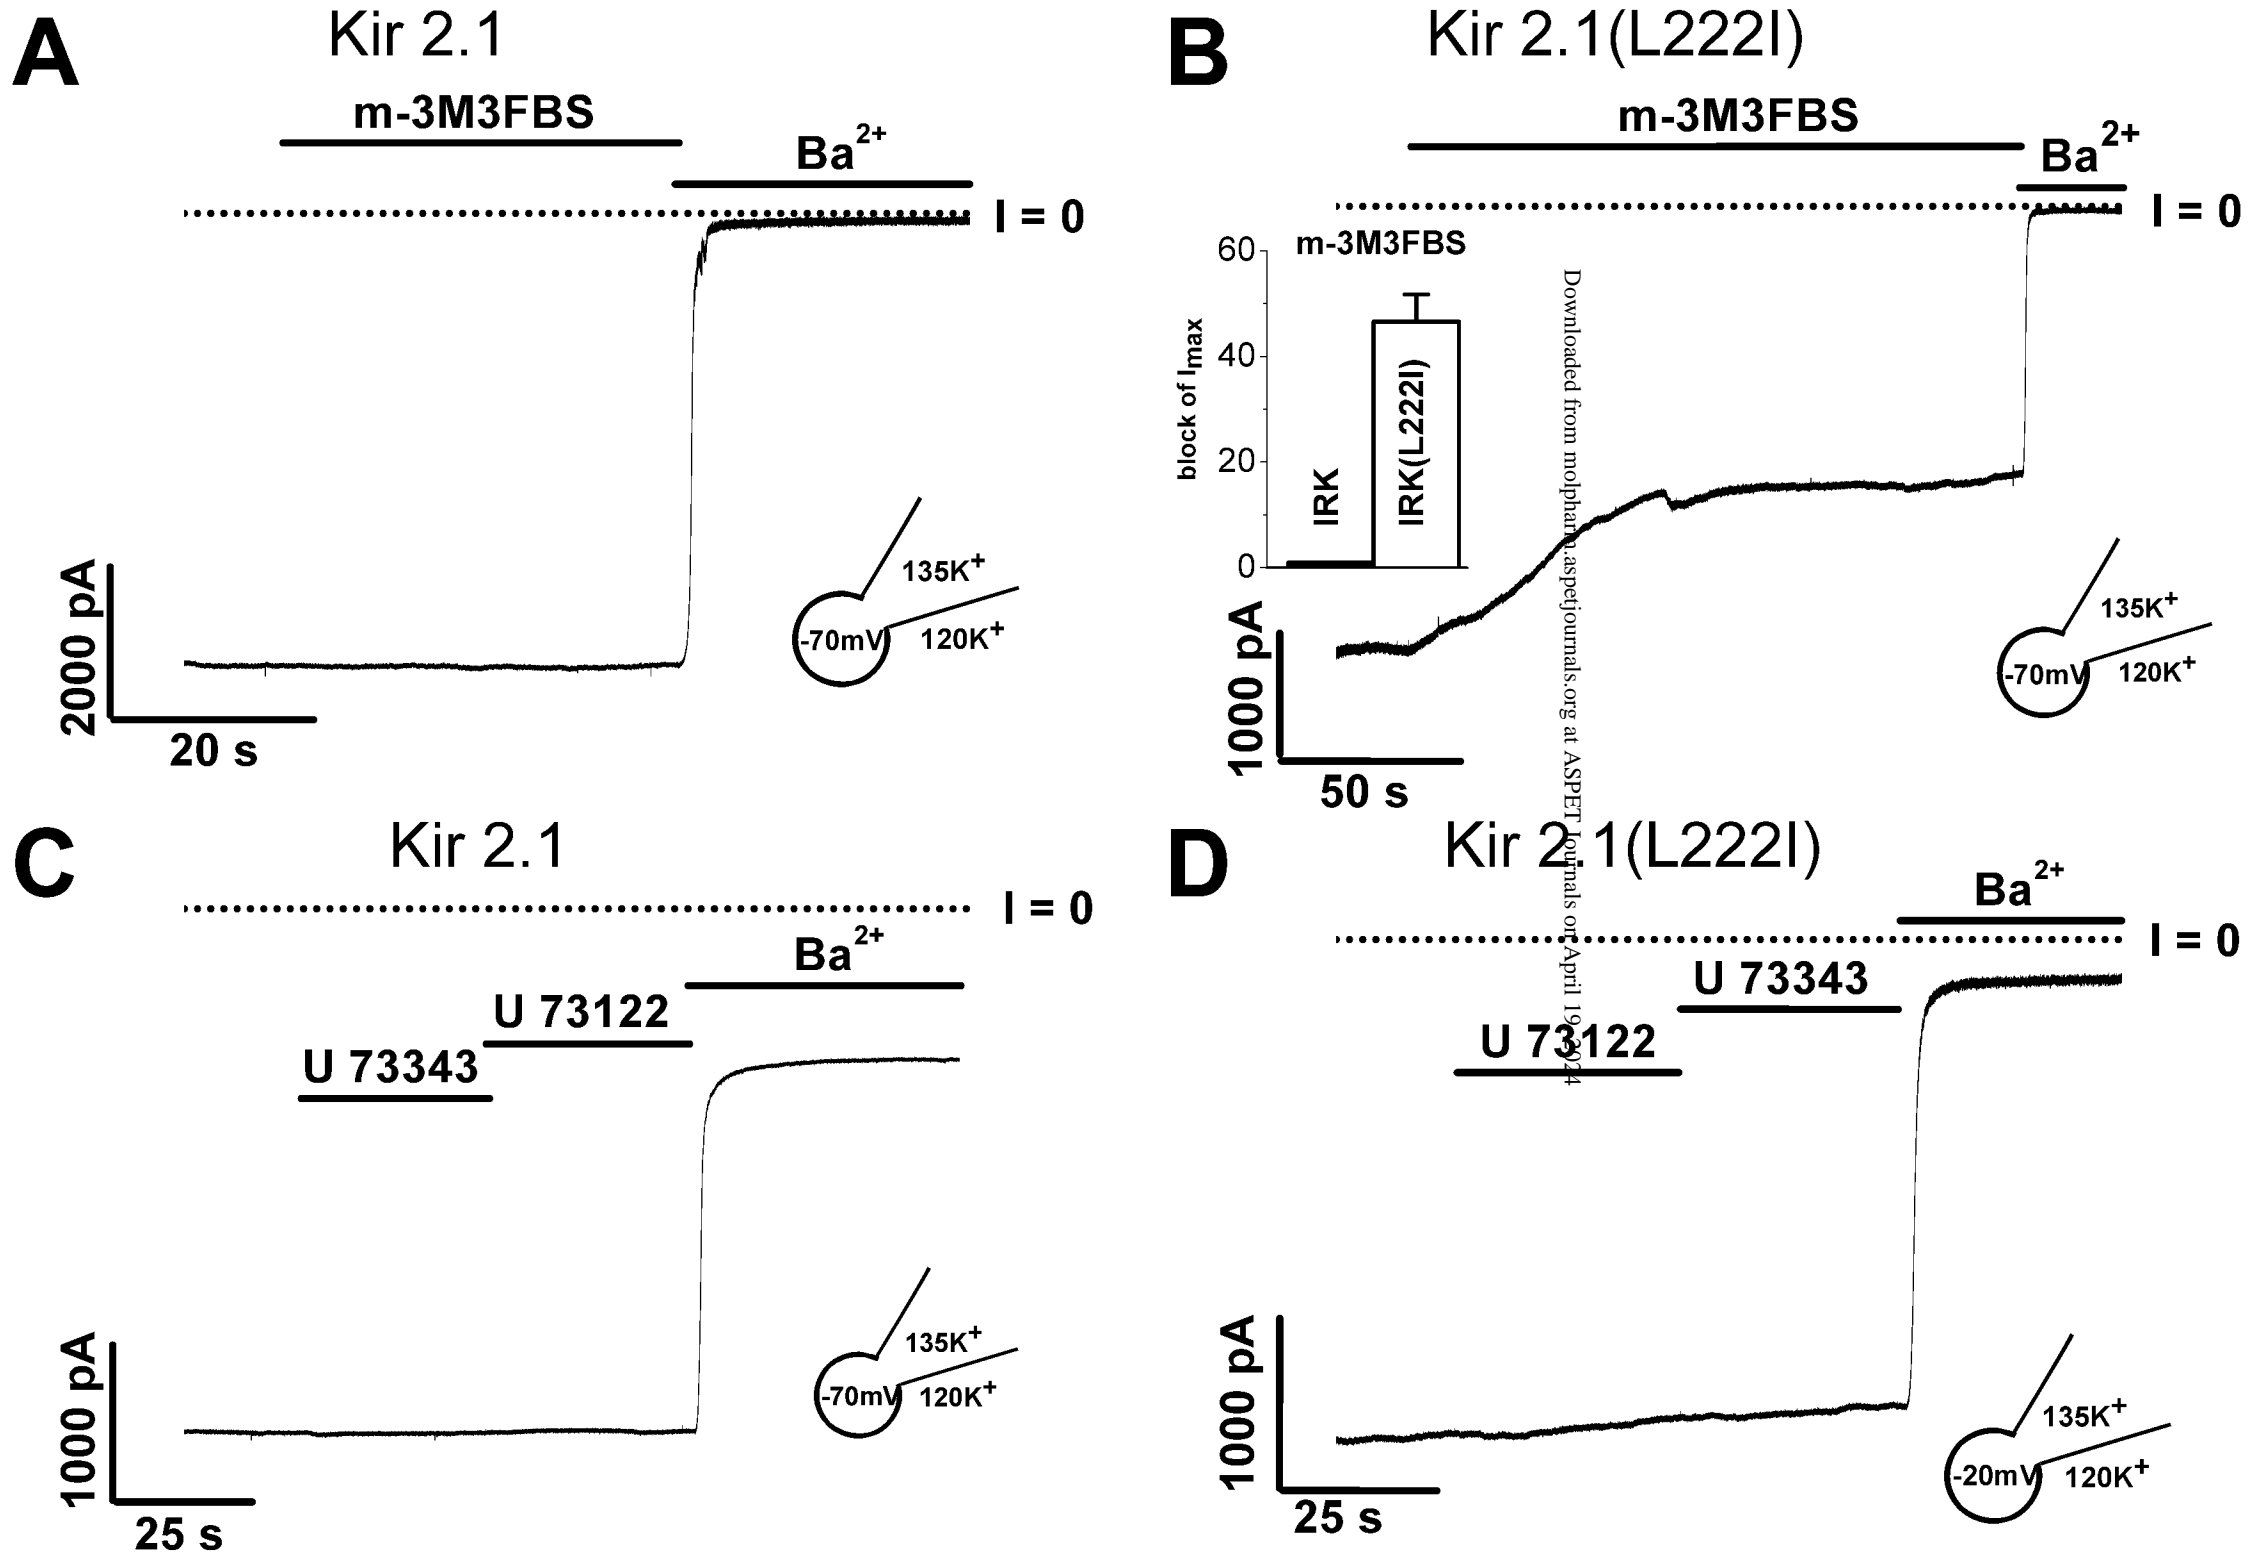 A
Kir 2.1
m-3M3FBS
Ba2+
I = 0
2000 pA
20 s
-70mV
135K+
120K+
B
Kir 2.1(L222I)
m-3M3FBS
Ba2+
I = 0
m-3M3FBS
block of Imax
60
40
20
0
IRK
IRK(L222I)
1000 pA
50 s
-70mV
135K+
120K+
C
Kir 2.1
I = 0
Ba2+
U 73122
U 73343
1000 pA
25 s
-70mV
135K+
120K+
D
Kir 2.1(L222I)
Ba2+
I = 0
U 73343
U 73122
1000 pA
25 s
-20mV
135K+
120K+
Downloaded from molpharm.aspetjournals.org at ASPET Journals on April 19, 2024